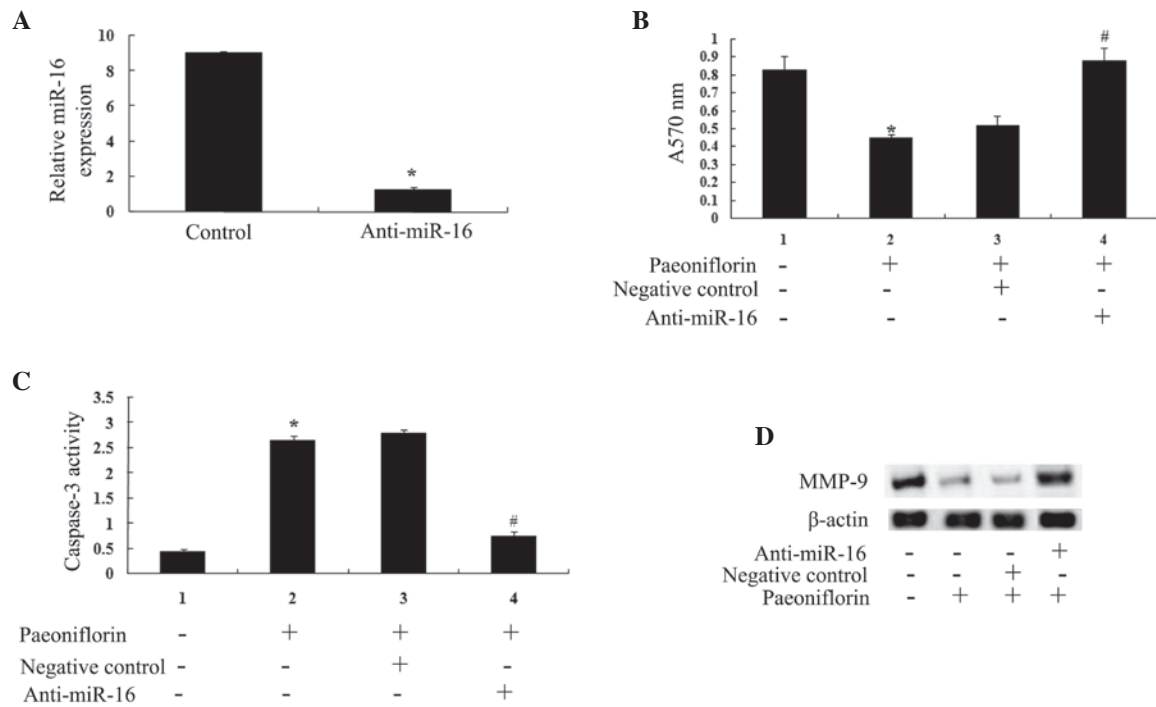 A
Relative miR-16
expression
10
8
6
4
2
0
*
Control
Anti-miR-16
B
A570 nm
1
0.9
0.8
0.7
0.6
0.5
0.4
0.3
0.2
0.1
0
*
#
1 2 3 4
Paeoniflorin - + + +
Negative control - - + -
Anti-miR-16 - - - +
C
Caspase-3 activity
3.5
3
2.5
2
1.5
1
0.5
0
*
#
1 2 3 4
Paeoniflorin - + + +
Negative control - - + -
Anti-miR-16 - - - +
D
MMP-9
β-actin
Anti-miR-16 - - - +
Negative control - - + -
Paeoniflorin - + + +